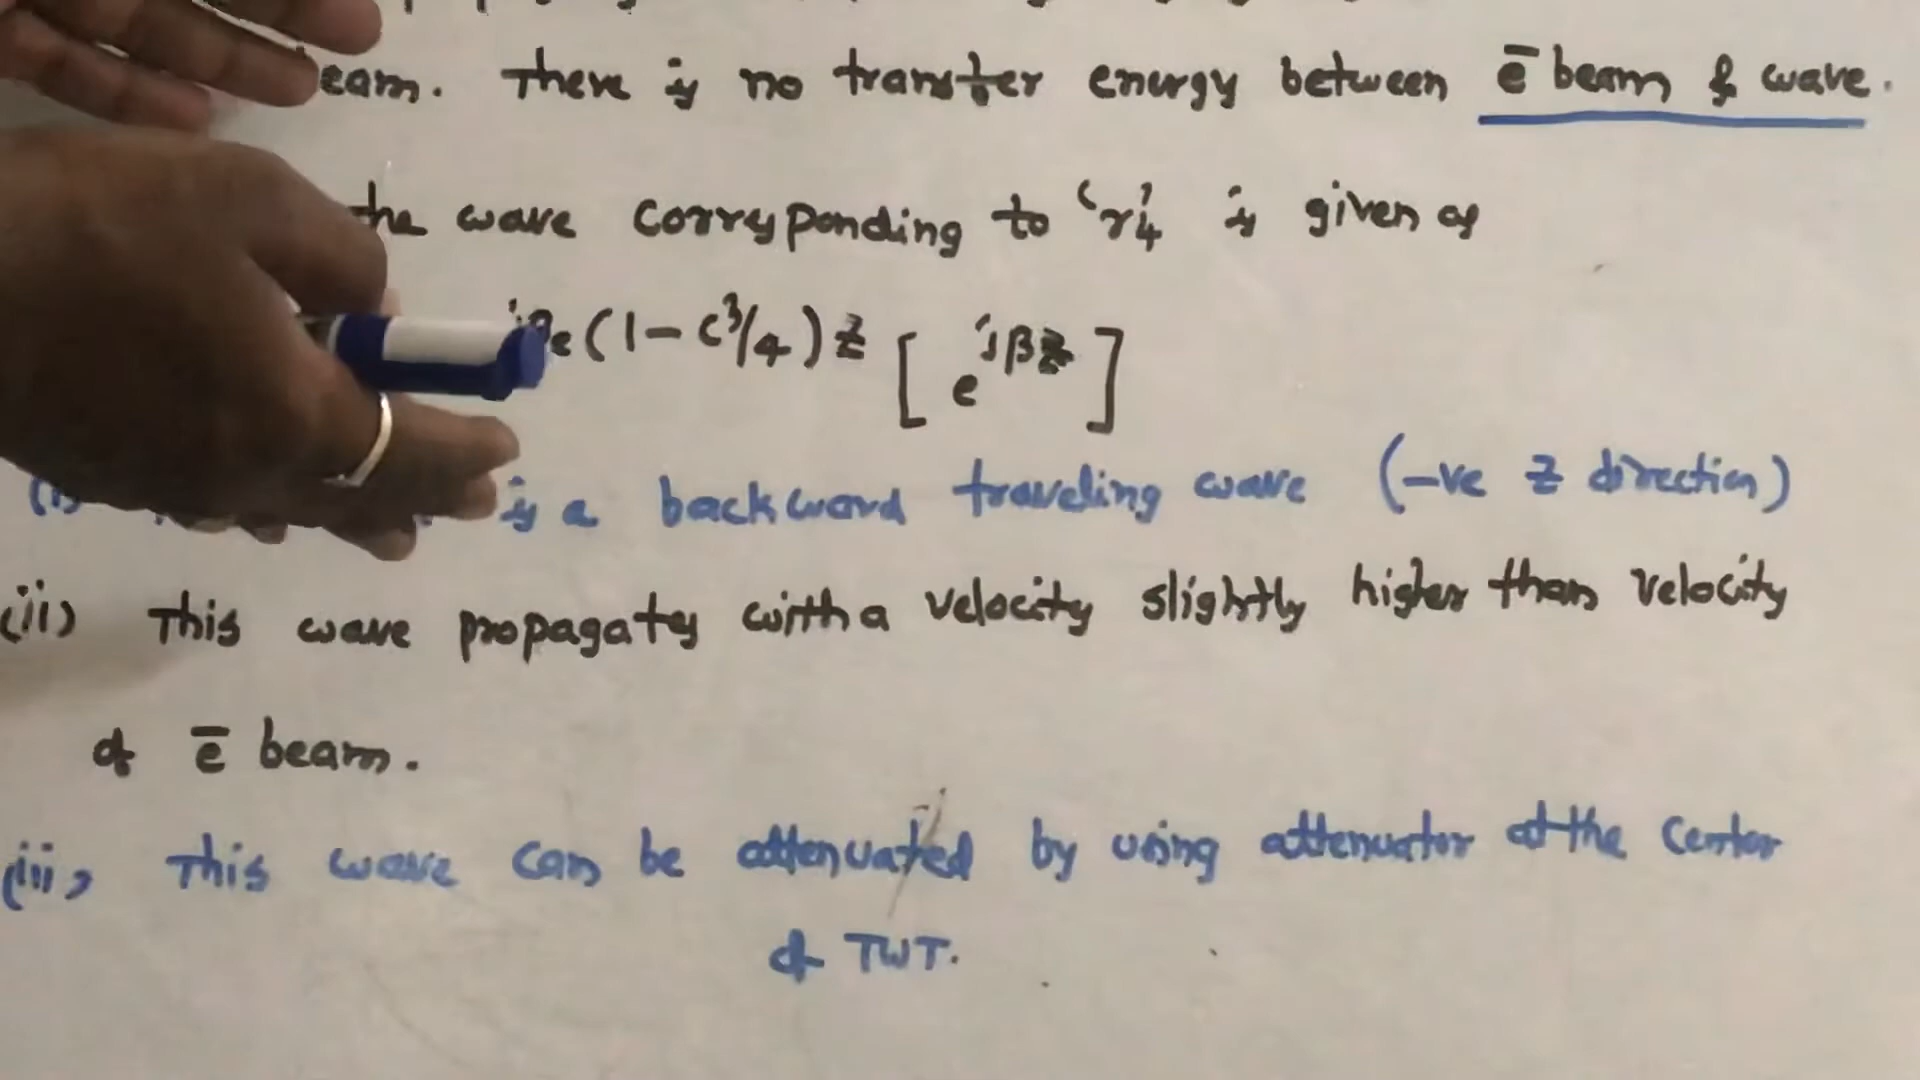 eam. There is no transfer energy between ē beam & wave.
the wave corresponding to 'r4' is given as
βe(1-c³/4)z [e^jβz]
is a backward traveling wave (-ve z direction)
(ii) This wave propagates with a velocity slightly higher than velocity
of ē beam.
(iii) This wave can be attenuated by using attenuator at the center
of TWT.